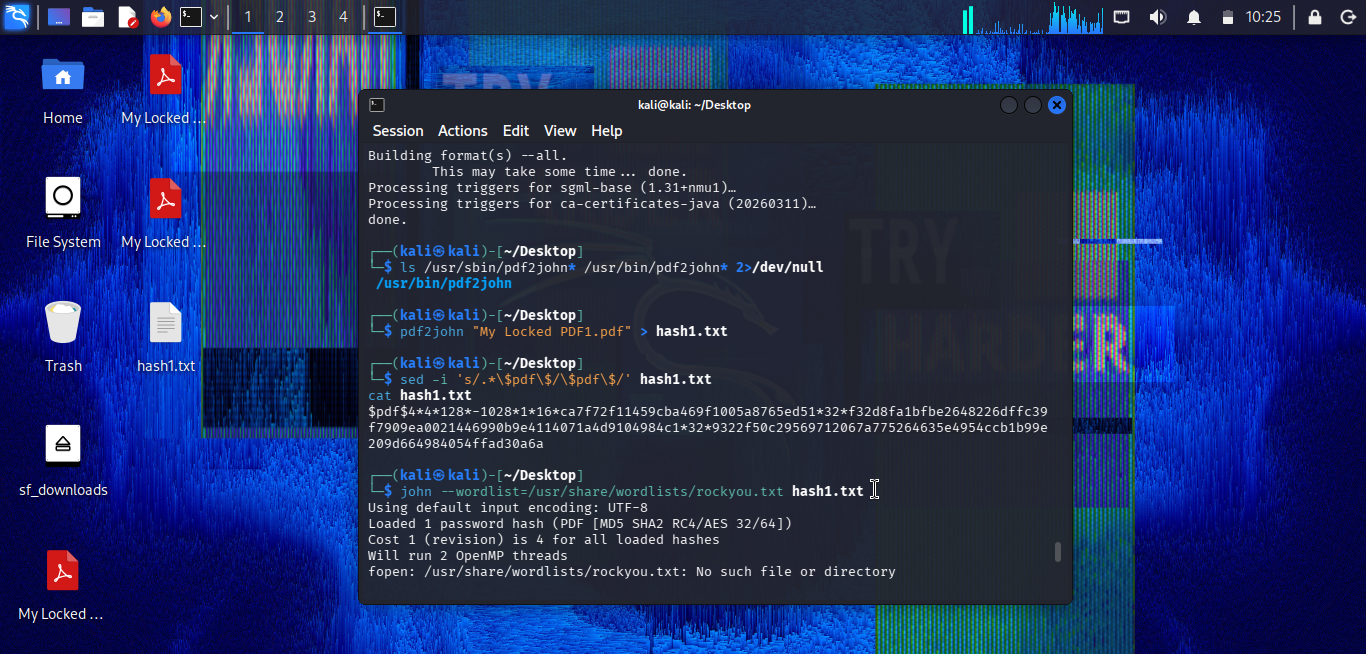 1 2 3 4 10:25
TRY
Home
My Locked ...
File System
My Locked ...
Trash
hash1.txt
sf_downloads
My Locked ...
kali@kali: ~/Desktop
Session Actions Edit View Help
Building format(s) --all.
This may take some time... done.
Processing triggers for sgml-base (1.31+nmu1)…
Processing triggers for ca-certificates-java (20260311)…
done.
┌──(kali㉿kali)-[~/Desktop]
└─$ ls /usr/sbin/pdf2john* /usr/bin/pdf2john* 2>/dev/null
/usr/bin/pdf2john
┌──(kali㉿kali)-[~/Desktop]
└─$ pdf2john "My Locked PDF1.pdf" > hash1.txt
┌──(kali㉿kali)-[~/Desktop]
└─$ sed -i 's/.*\$pdf\$/\$pdf\$/' hash1.txt
cat hash1.txt
$pdf$4*4*128*-1028*1*16*ca7f72f11459cba469f1005a8765ed51*32*f32d8fa1bfbe2648226dffc39
f7909ea0021446990b9e4114071a4d9104984c1*32*9322f50c29569712067a775264635e4954ccb1b99e
209d664984054ffad30a6a
┌──(kali㉿kali)-[~/Desktop]
└─$ john --wordlist=/usr/share/wordlists/rockyou.txt hash1.txt
Using default input encoding: UTF-8
Loaded 1 password hash (PDF [MD5 SHA2 RC4/AES 32/64])
Cost 1 (revision) is 4 for all loaded hashes
Will run 2 OpenMP threads
fopen: /usr/share/wordlists/rockyou.txt: No such file or directory
TRY
HARDER